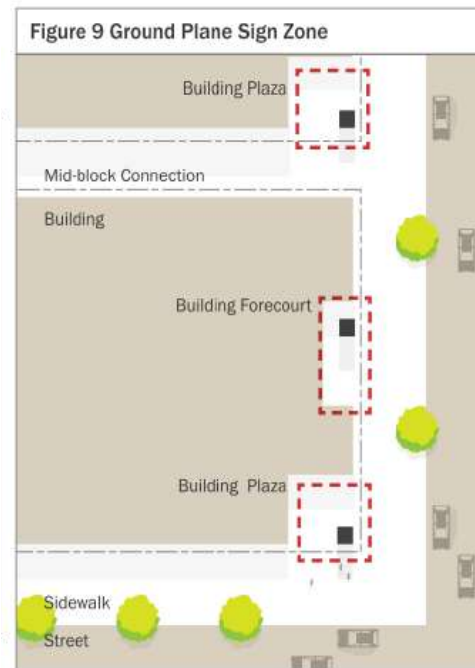 Figure 9 Ground Plane Sign Zone
Building Plaza
Mid-block Connection
Building
Building Forecourt
Building Plaza
Sidewalk
Street